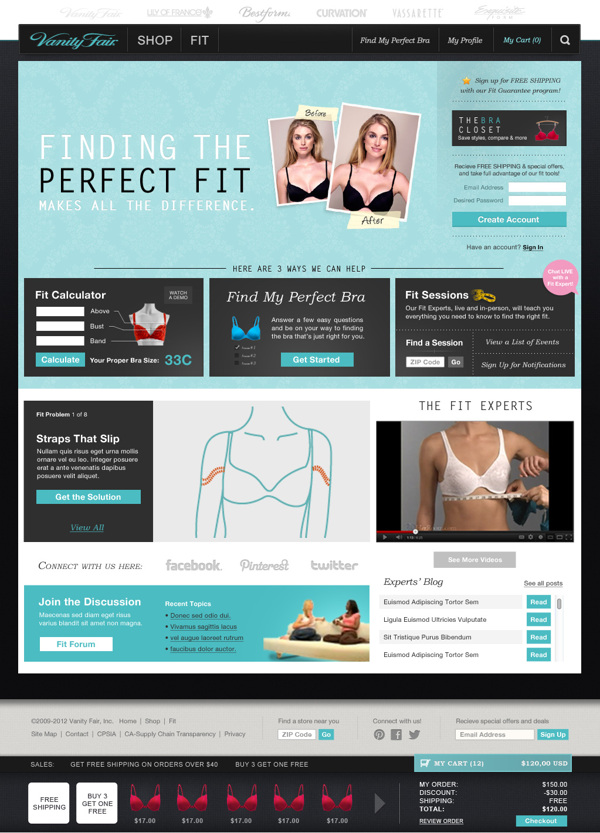 Vanity Fair
LILY OF FRANCE
Bestform.
CURVATION
VASSARETTE
Exquisite FORM
Vanity Fair
SHOP
FIT
Find My Perfect Bra
My Profile
My Cart (0)
FINDING THE
PERFECT FIT
MAKES ALL THE DIFFERENCE.
Before
After
Sign up for FREE SHIPPING
with our Fit Guarantee program!
THEBRA
CLOSET
Save styles, compare & more
Recieve FREE SHIPPING & special offers,
and take full advantage of our fit tools!
Email Address
Desired Password
Create Account
Have an account? Sign In
HERE ARE 3 WAYS WE CAN HELP
Chat LIVE
with a
Fit Expert!
Fit Calculator
WATCH
A DEMO
Above
Bust
Band
Calculate
Your Proper Bra Size: 33C
Find My Perfect Bra
Answer a few easy questions
and be on your way to finding
the bra that's just right for you.
Get Started
Fit Sessions
Our Fit Experts, live and in-person, will teach you
everything you need to know to find the right fit.
Find a Session
ZIP Code
Go
View a List of Events
Sign Up for Notifications
Fit Problem 1 of 8
Straps That Slip
Nullam quis risus eget urna mollis
ornare vel eu leo. Integer posuere
erat a ante venenatis dapibus
posuere velit aliquet.
Get the Solution
View All
THE FIT EXPERTS
See More Videos
CONNECT WITH US HERE:
facebook.
Pinterest
twitter
Join the Discussion
Maecenas sed diam eget risus
varius blandit sit amet non magna.
Fit Forum
Recent Topics
• Donec sed odio dui.
• Vivamus sagittis lacus
• vel augue laoreet rutrum
• faucibus dolor auctor.
Experts' Blog
See all posts
Euismod Adipiscing Tortor Sem
Read
Ligula Euismod Ultricies Vulputate
Read
Sit Tristique Purus Bibendum
Read
Euismod Adipiscing Tortor Sem
Read
©2009-2012 Vanity Fair, Inc. Home | Shop | Fit
Site Map | Contact | CPSIA | CA-Supply Chain Transparency | Privacy
Find a store near you
ZIP Code
Go
Connect with us!
Recieve special offers and deals
Email Address
Sign Up
SALES:
GET FREE SHIPPING ON ORDERS OVER $40
BUY 3 GET ONE FREE
MY CART (12)
$120,00 USD
FREE
SHIPPING
BUY 3
GET ONE
FREE
$17.00
$17.00
$17.00
$17.00
$17.00
MY ORDER: $150.00
DISCOUNT: -$30.00
SHIPPING: FREE
TOTAL: $120.00
REVIEW ORDER
Checkout